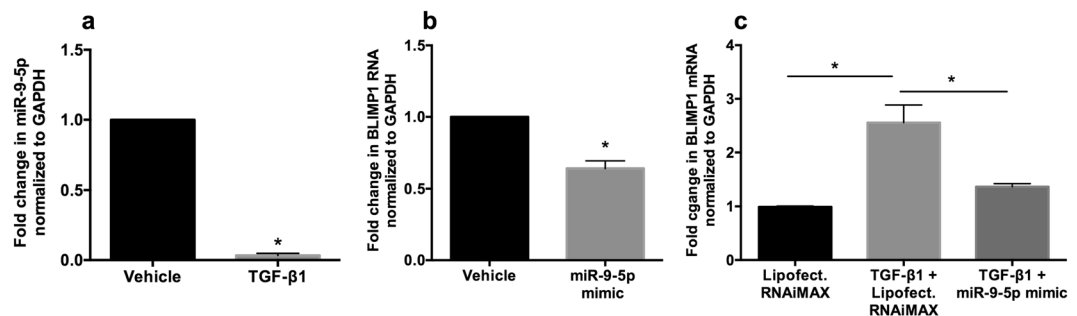 a
Fold change in miR-9-5p
normalized to GAPDH
1.5
1.0
0.5
0.0
*
Vehicle
TGF-β1
b
Fold change in BLIMP1 RNA
normalized to GAPDH
1.5
1.0
0.5
0.0
*
Vehicle
miR-9-5p
mimic
c
Fold cgange in BLIMP1 mRNA
normalized to GAPDH
4
3
2
1
0
*
*
Lipofect.
RNAiMAX
TGF-β1 +
Lipofect.
RNAiMAX
TGF-β1 +
miR-9-5p mimic